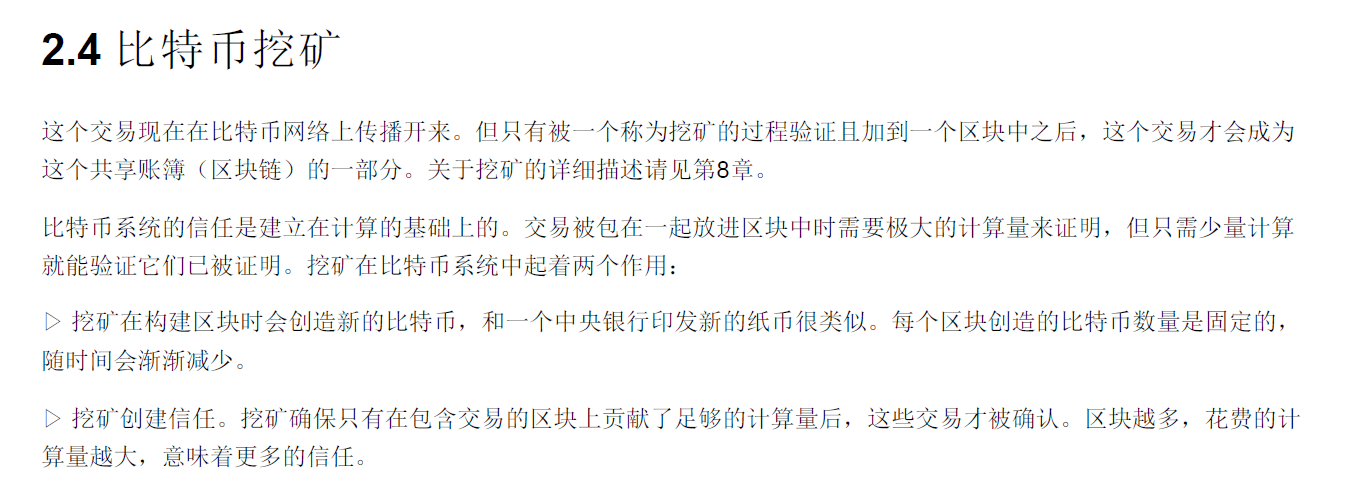 2.4 比特币挖矿
这个交易现在在比特币网络上传播开来。但只有被一个称为挖矿的过程验证且加到一个区块中之后，这个交易才会成为
这个共享账簿（区块链）的一部分。关于挖矿的详细描述请见第8章。
比特币系统的信任是建立在计算的基础上的。交易被包在一起放进区块中时需要极大的计算量来证明，但只需少量计算
就能验证它们已被证明。挖矿在比特币系统中起着两个作用：
▷ 挖矿在构建区块时会创造新的比特币，和一个中央银行印发新的纸币很类似。每个区块创造的比特币数量是固定的，
随时间会渐渐减少。
▷ 挖矿创建信任。挖矿确保只有在包含交易的区块上贡献了足够的计算量后，这些交易才被确认。区块越多，花费的计
算量越大，意味着更多的信任。